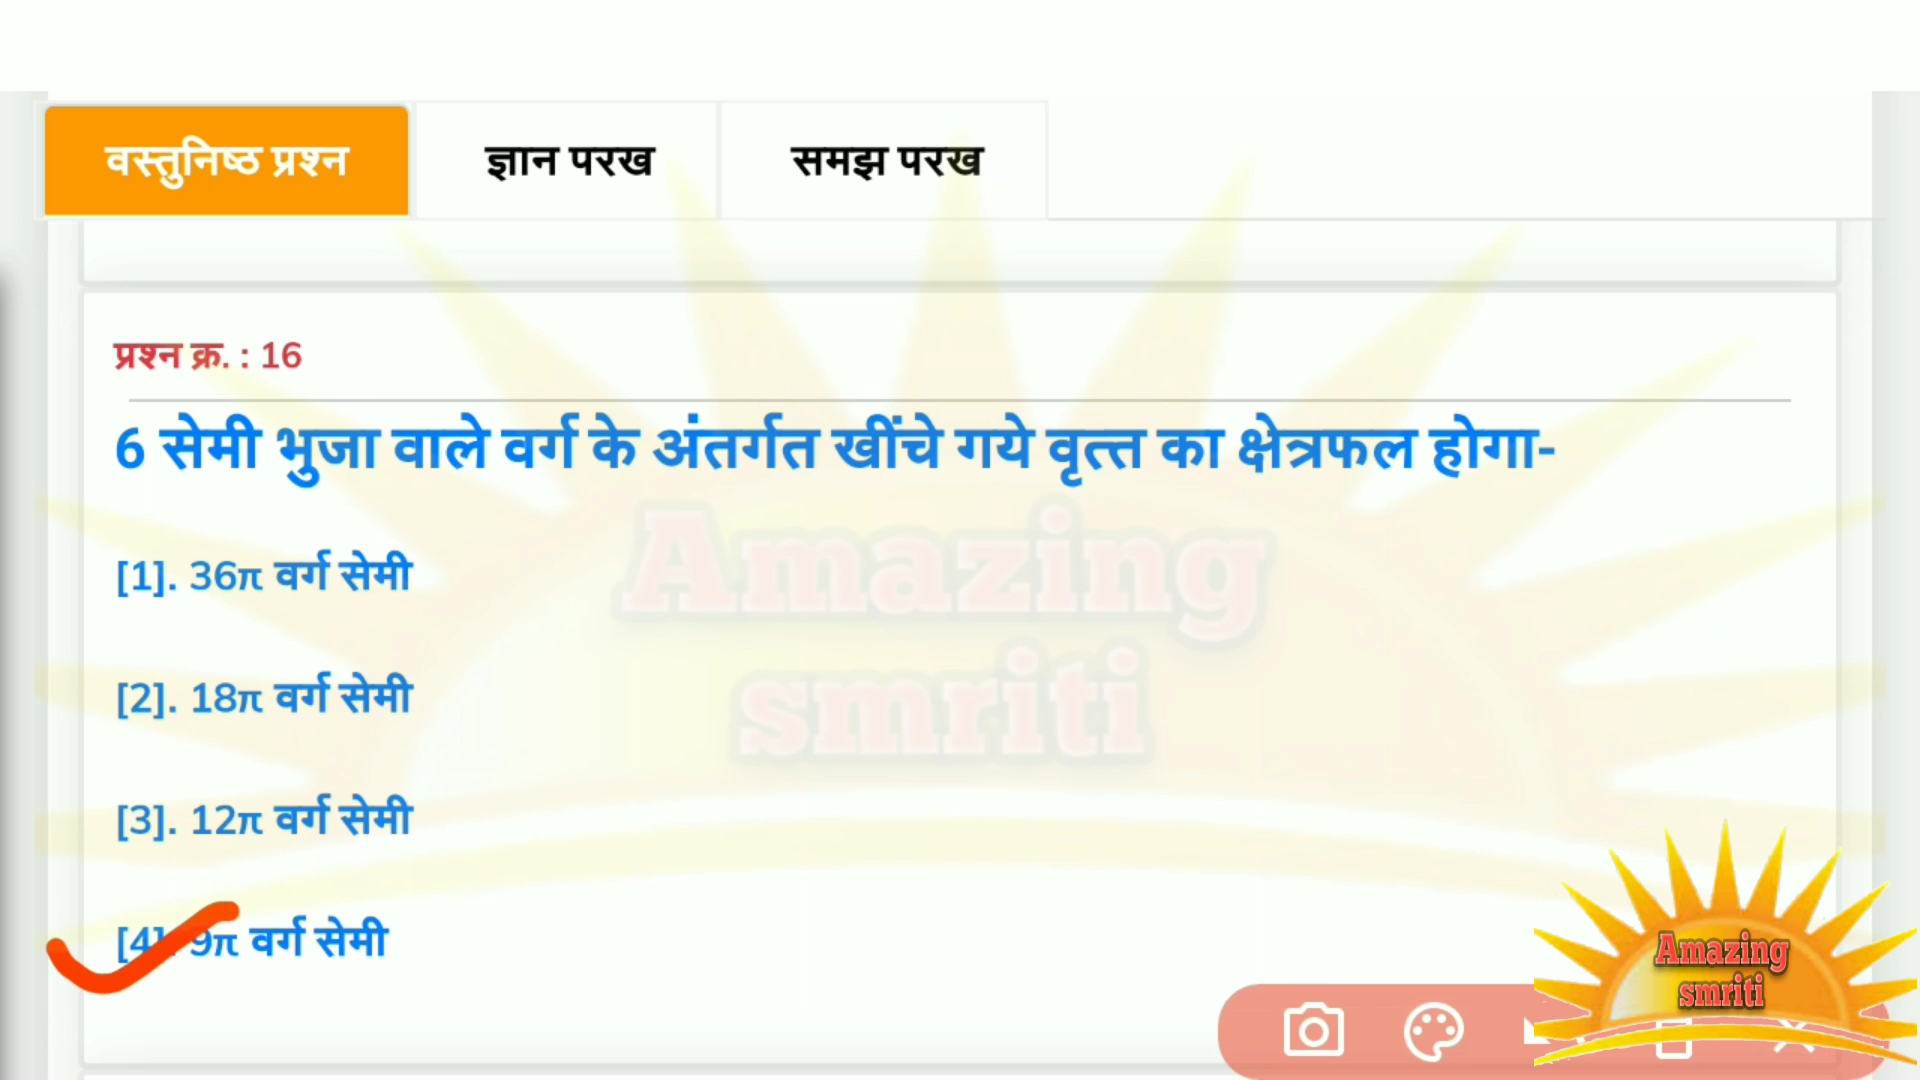 वस्तुनिष्ठ प्रश्न ज्ञान परख समझ परख
प्रश्न क्र. : 16
6 सेमी भुजा वाले वर्ग के अंतर्गत खींचे गये वृत्त का क्षेत्रफल होगा-
Amazing
smriti
[1]. 36π वर्ग सेमी
[2]. 18π वर्ग सेमी
[3]. 12π वर्ग सेमी
[4]. 9π वर्ग सेमी
Amazing
smriti